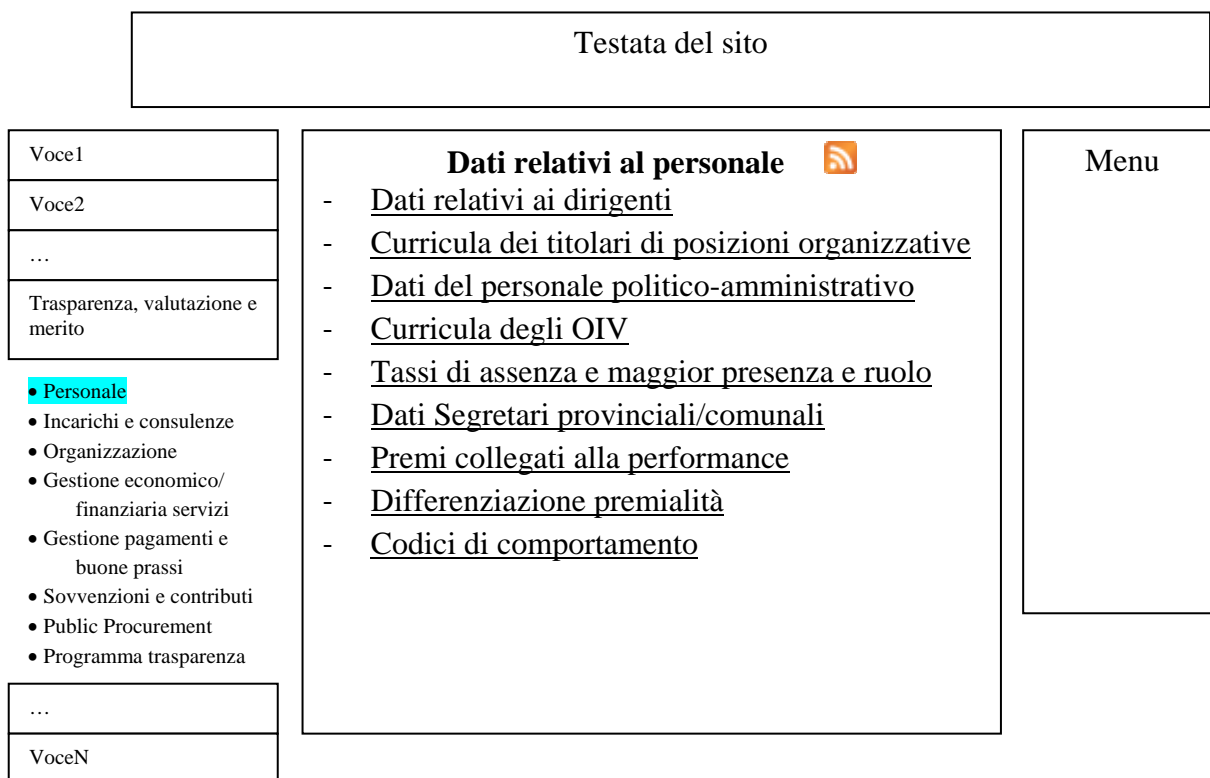 Testata del sito
Voce1
Voce2
…
Trasparenza, valutazione e
merito
• Personale
• Incarichi e consulenze
• Organizzazione
• Gestione economico/
finanziaria servizi
• Gestione pagamenti e
buone prassi
• Sovvenzioni e contributi
• Public Procurement
• Programma trasparenza
…
VoceN
Dati relativi al personale
- Dati relativi ai dirigenti
- Curricula dei titolari di posizioni organizzative
- Dati del personale politico-amministrativo
- Curricula degli OIV
- Tassi di assenza e maggior presenza e ruolo
- Dati Segretari provinciali/comunali
- Premi collegati alla performance
- Differenziazione premialità
- Codici di comportamento
Menu